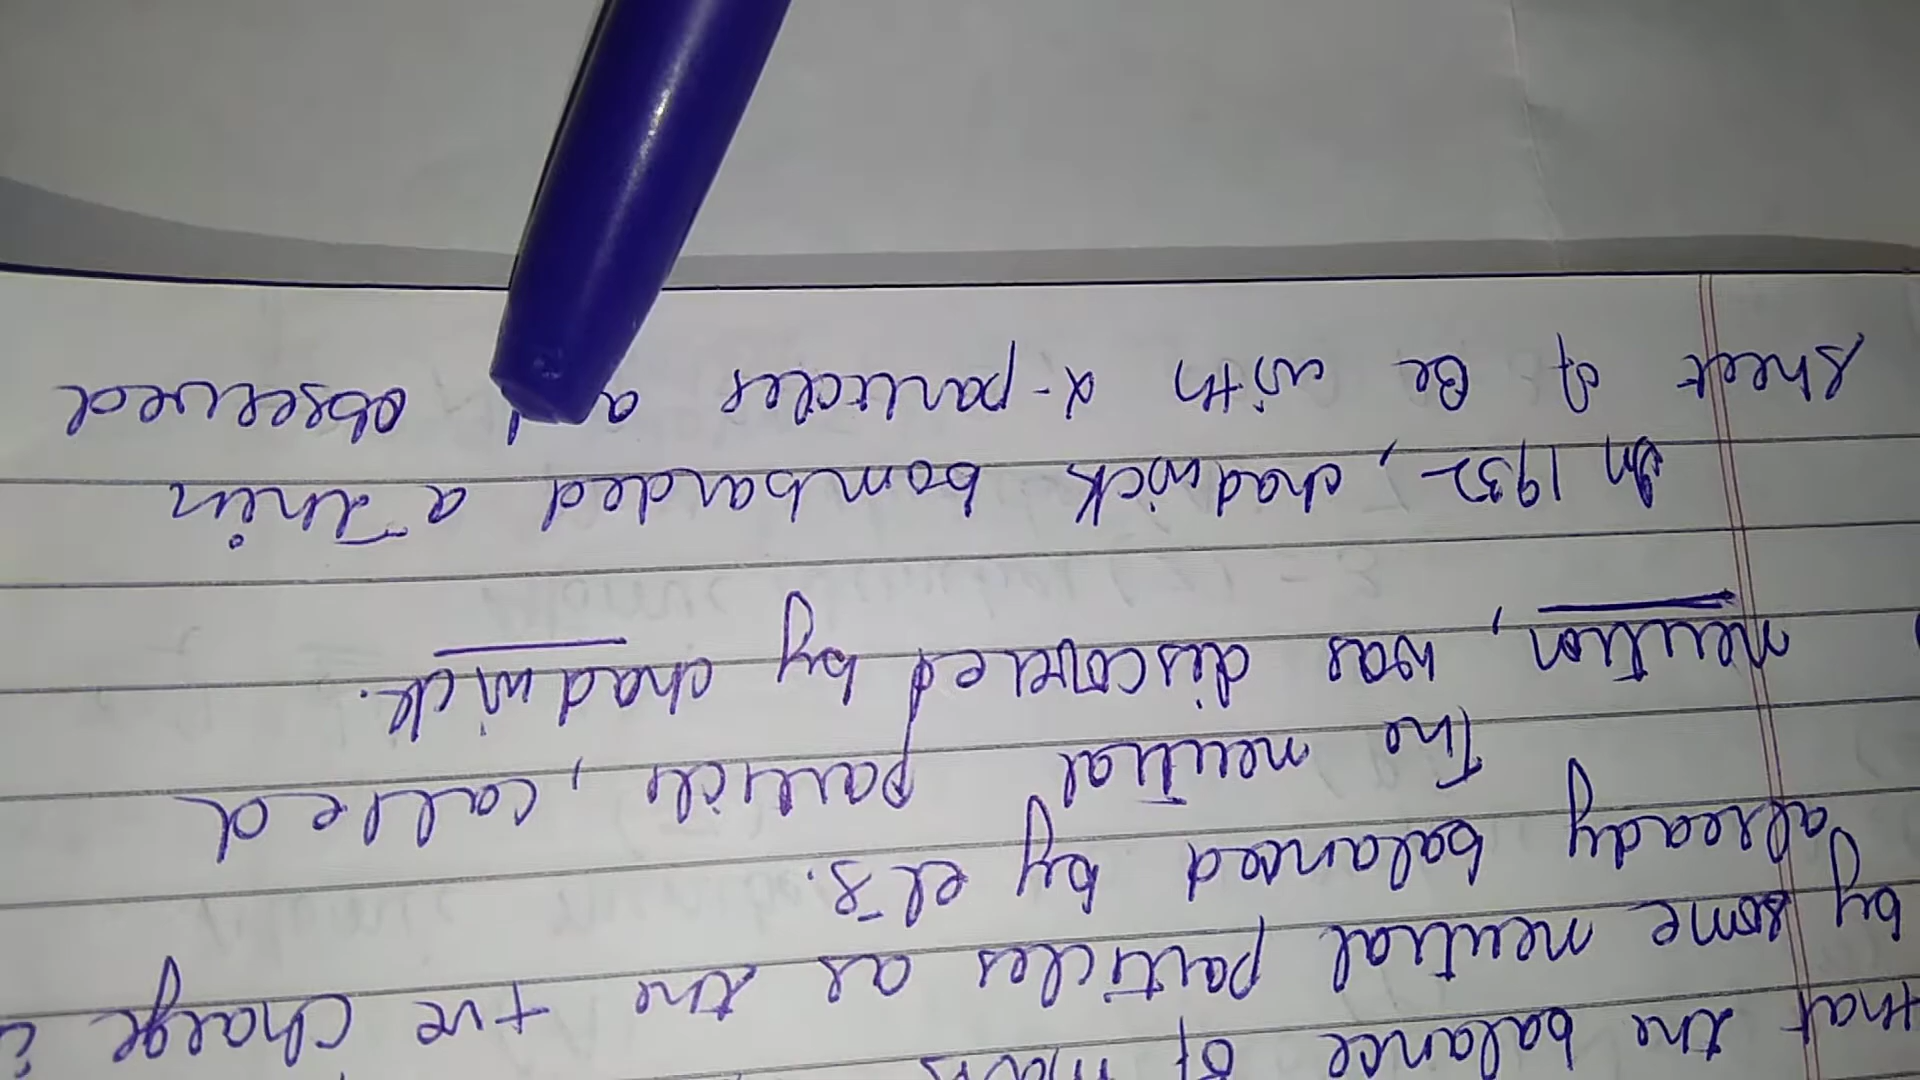 that the balance of
by some neutral particles as the +ve charge is
already balanced by el⁻s.
The neutral particle, called
neutron, was discovered by chadwick.
In 1932, chadwick bombarded a thin
sheet of Be with α-particles observed